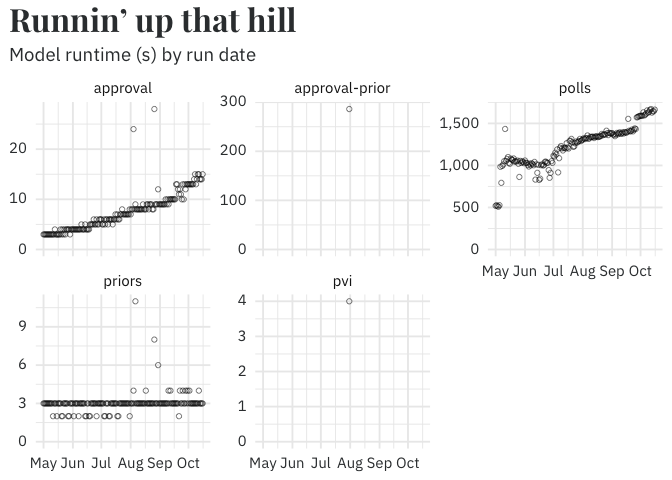 Runnin’ up that hill
Model runtime (s) by run date
approval
approval-prior
polls
20
10
0
300
200
100
0
1,500
1,000
500
0
May Jun Jul Aug Sep Oct
priors
pvi
9
6
3
0
4
3
2
1
0
May Jun Jul Aug Sep Oct
May Jun Jul Aug Sep Oct